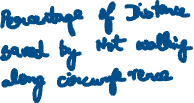 Percentage of Distance
saved by Not walking
along circumference